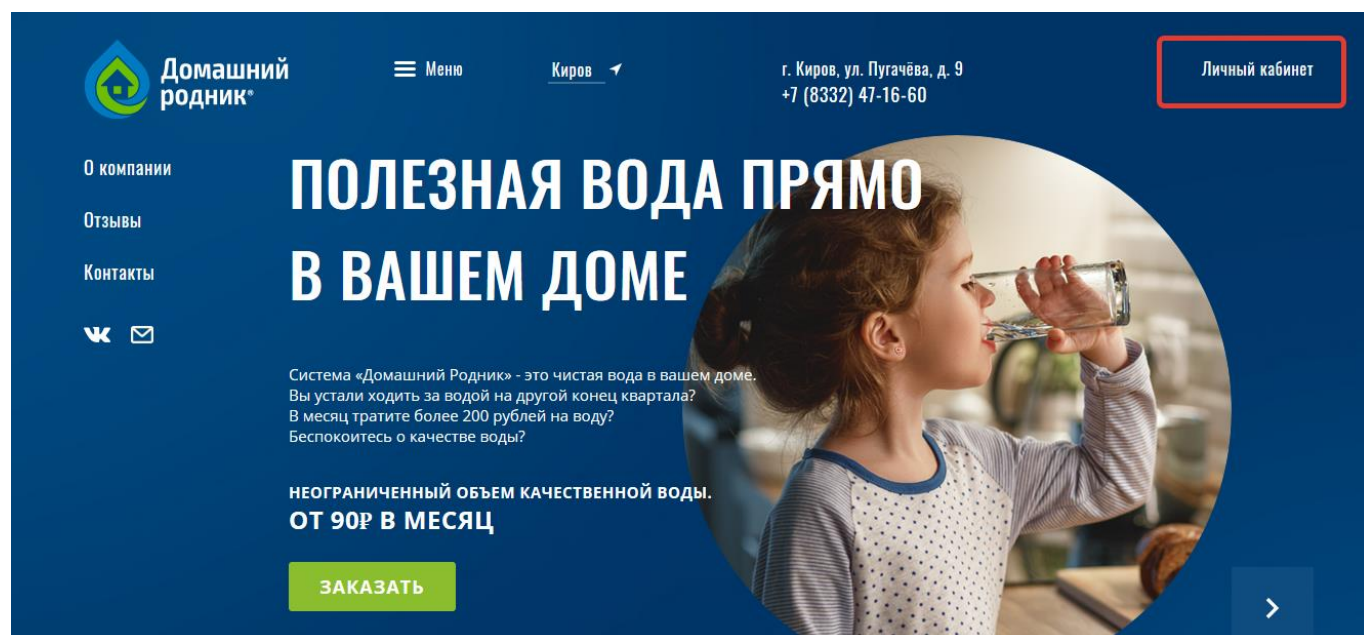 Домашний
родник®
Меню
Киров
г. Киров, ул. Пугачёва, д. 9
+7 (8332) 47-16-60
Личный кабинет
О компании
Отзывы
Контакты
ПОЛЕЗНАЯ ВОДА ПРЯМО
В ВАШЕМ ДОМЕ
Система «Домашний Родник» - это чистая вода в вашем доме.
Вы устали ходить за водой на другой конец квартала?
В месяц тратите более 200 рублей на воду?
Беспокоитесь о качестве воды?
НЕОГРАНИЧЕННЫЙ ОБЪЕМ КАЧЕСТВЕННОЙ ВОДЫ.
ОТ 90₽ В МЕСЯЦ
ЗАКАЗАТЬ